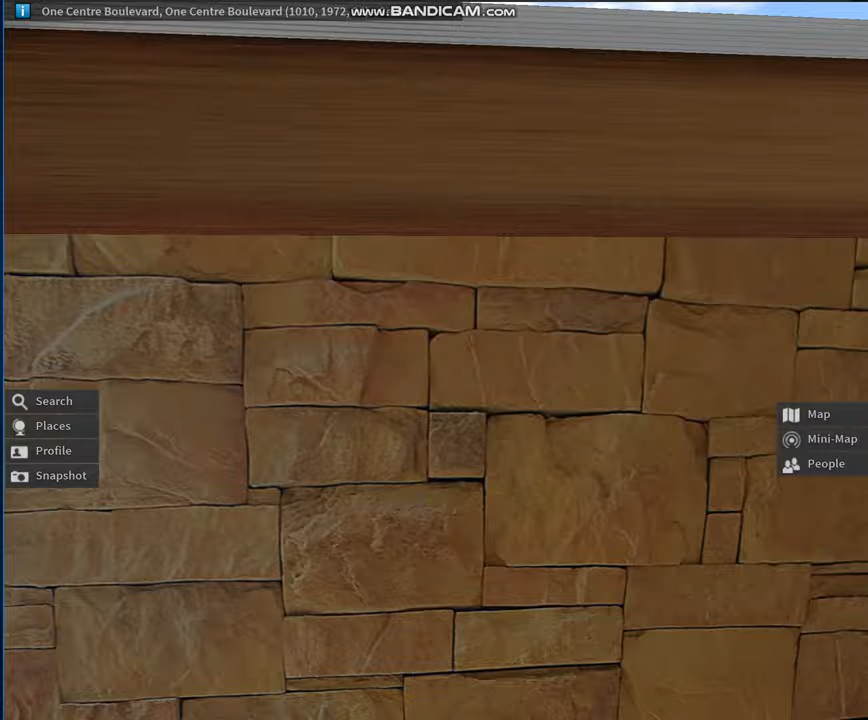 One Centre Boulevard, One Centre Boulevard (1010, 1972,
www.BANDICAM.COM
Search
Places
Profile
Snapshot
Map
Mini-Map
People